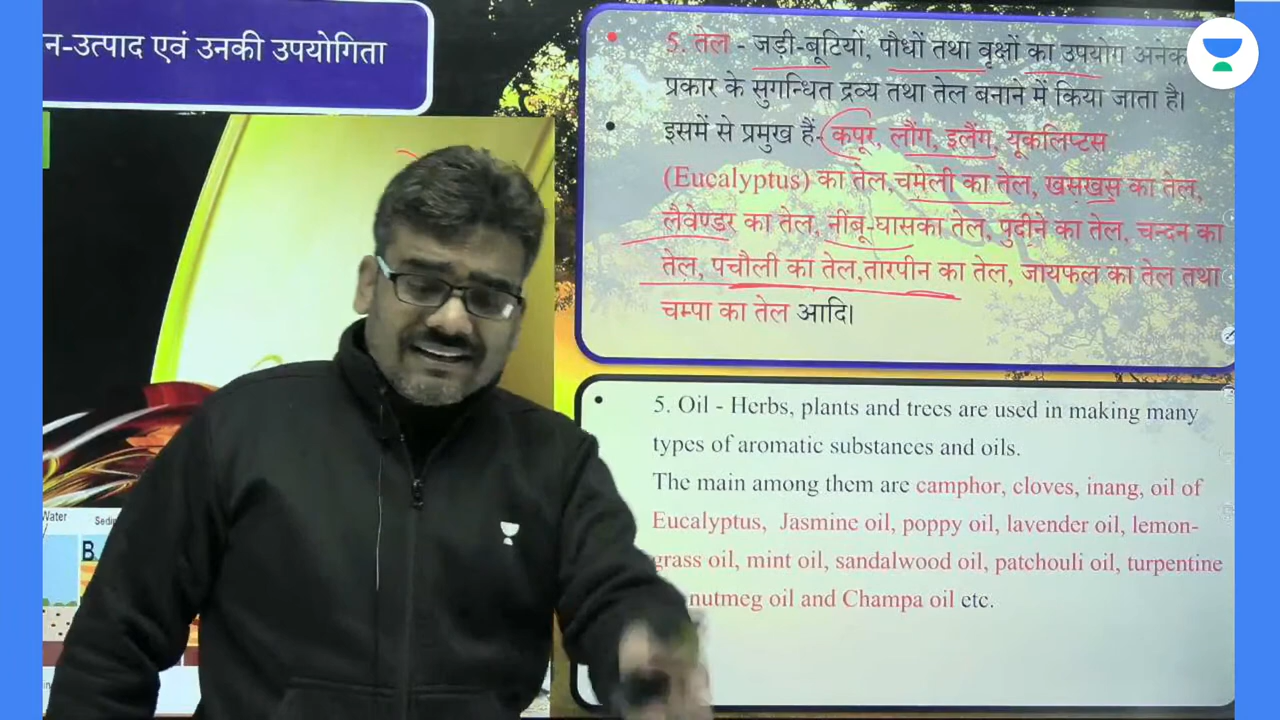 न-उत्पाद एवं उनकी उपयोगिता
5. तेल - जड़ी-बूटियों, पौधों तथा वृक्षों का उपयोग अनेक
प्रकार के सुगन्धित द्रव्य तथा तेल बनाने में किया जाता है।
इसमें से प्रमुख हैं- कपूर, लौंग, इलैंग, यूकलिप्टस
(Eucalyptus) का तेल,चमेली का तेल, खसखस का तेल,
लैवेण्डर का तेल, नींबू-घासका तेल, पुदीने का तेल, चन्दन का
तेल, पचौली का तेल,तारपीन का तेल, जायफल का तेल तथा
चम्पा का तेल आदि।
5. Oil - Herbs, plants and trees are used in making many
types of aromatic substances and oils.
The main among them are camphor, cloves, inang, oil of
Eucalyptus, Jasmine oil, poppy oil, lavender oil, lemon-
grass oil, mint oil, sandalwood oil, patchouli oil, turpentine
nutmeg oil and Champa oil etc.
Water
B.